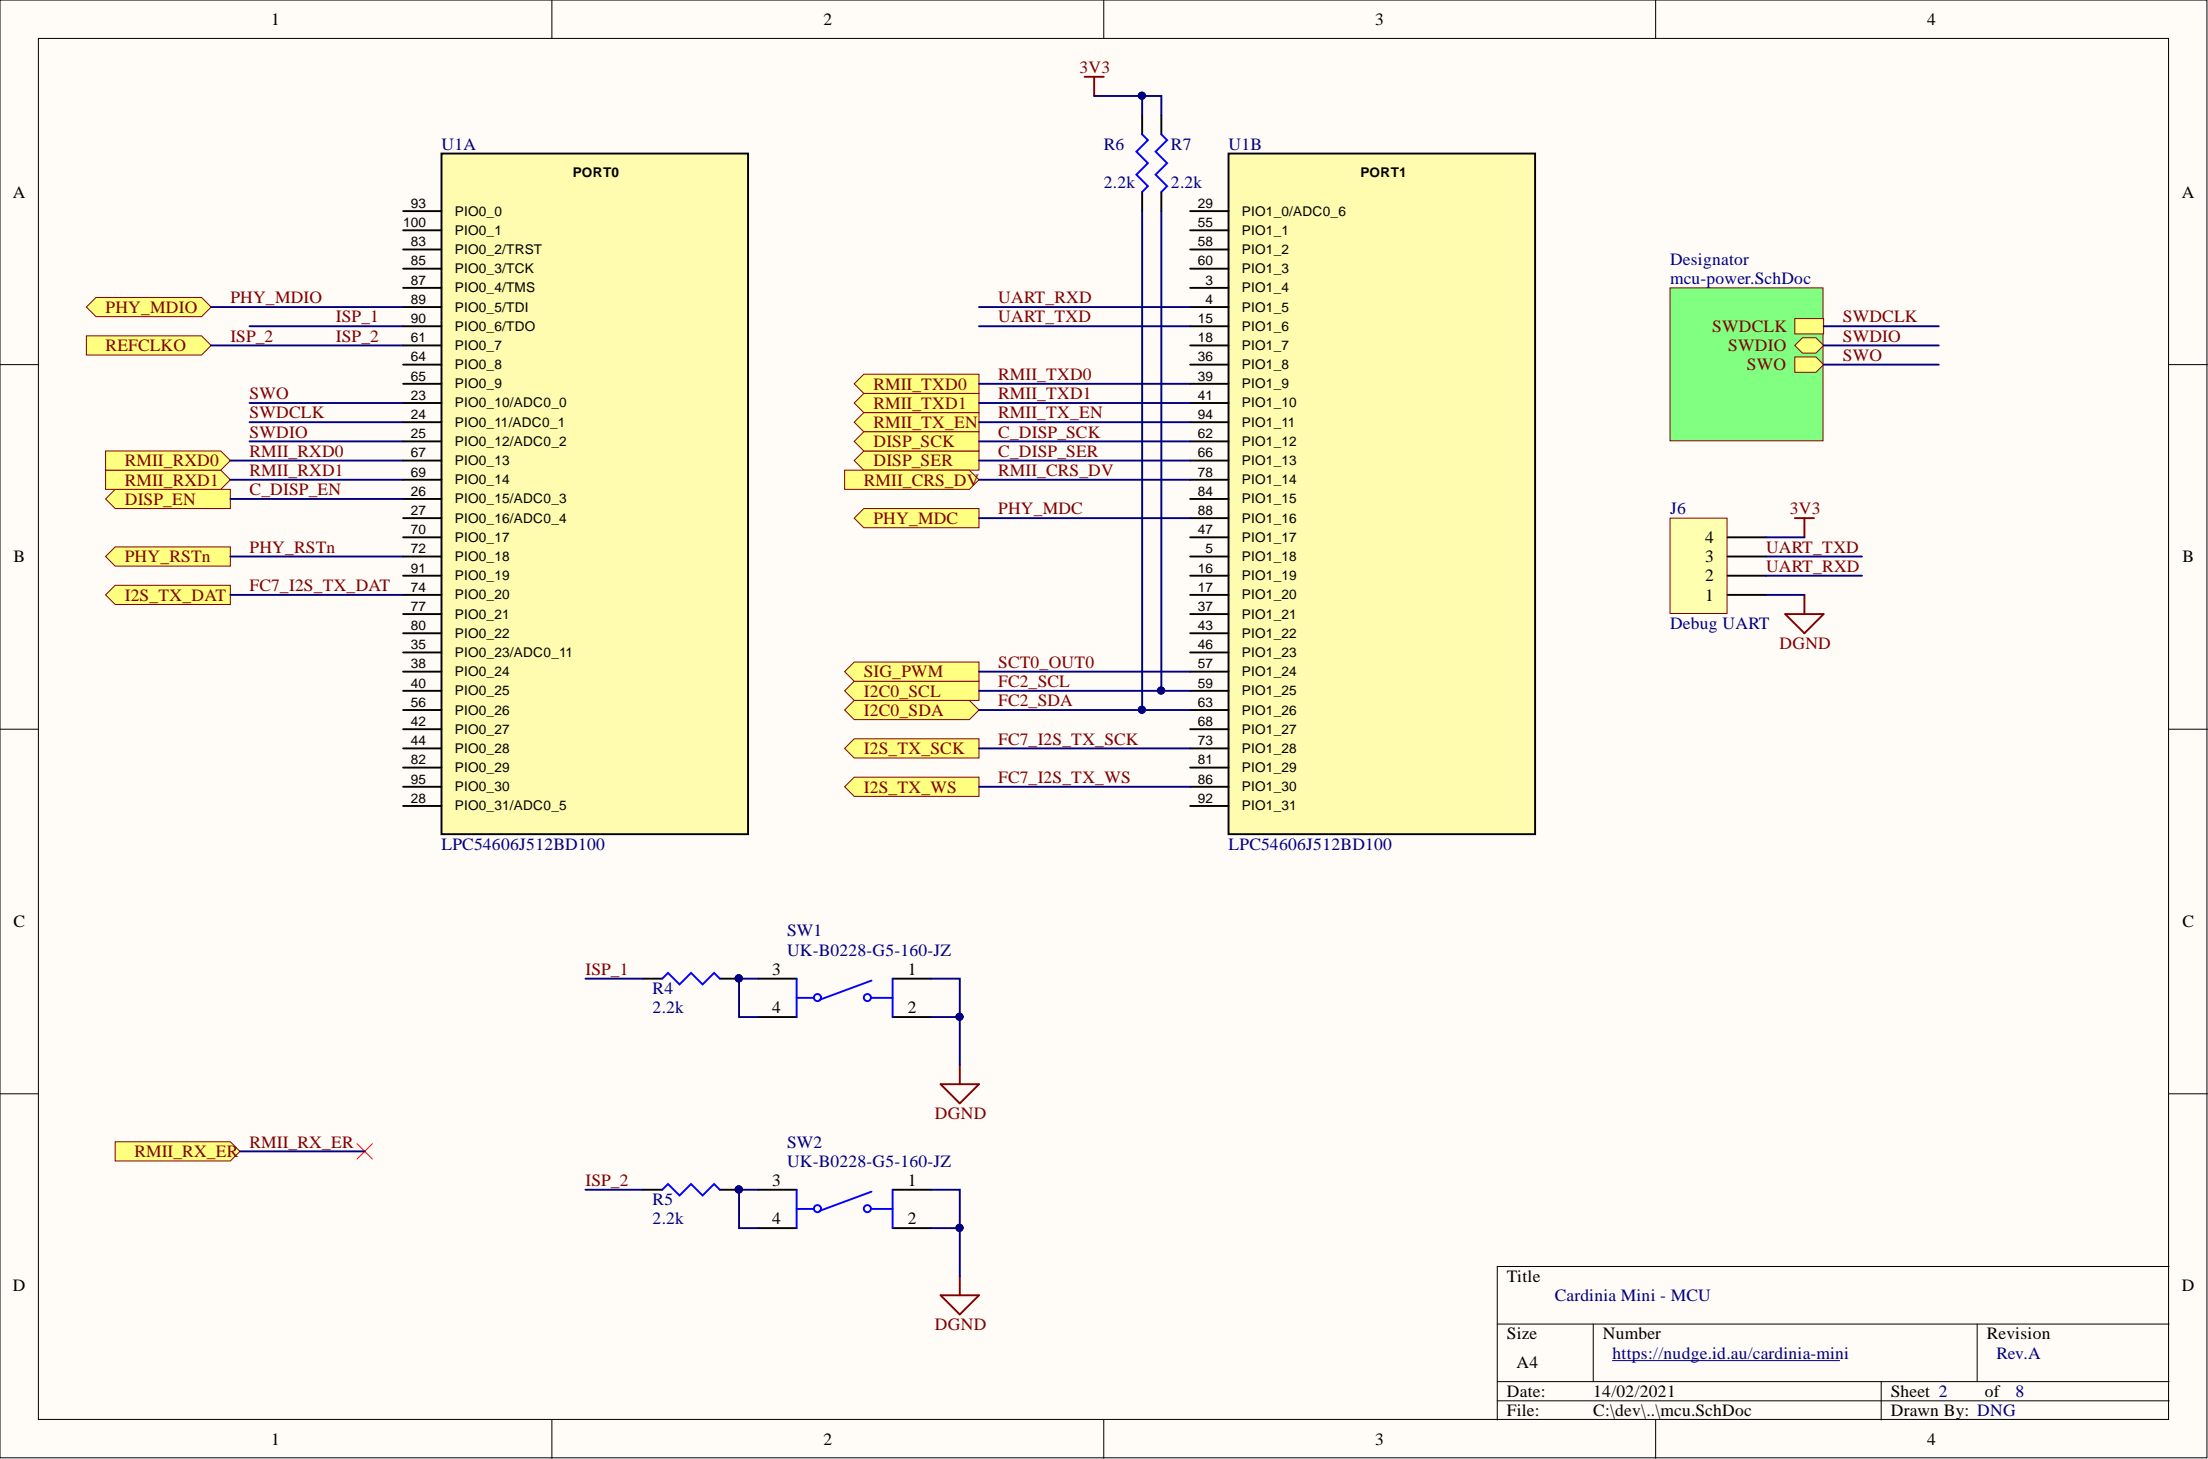 1 2 3 4
A
B
C
D
U1A
PORT0
93 PIO0_0
100 PIO0_1
83 PIO0_2/TRST
85 PIO0_3/TCK
87 PIO0_4/TMS
PHY_MDIO PHY_MDIO 89 PIO0_5/TDI
ISP_1 90 PIO0_6/TDO
REFCLKO ISP_2 ISP_2 61 PIO0_7
64 PIO0_8
65 PIO0_9
SWO 23 PIO0_10/ADC0_0
SWDCLK 24 PIO0_11/ADC0_1
SWDIO 25 PIO0_12/ADC0_2
RMII_RXD0 RMII_RXD0 67 PIO0_13
RMII_RXD1 RMII_RXD1 69 PIO0_14
DISP_EN C_DISP_EN 26 PIO0_15/ADC0_3
27 PIO0_16/ADC0_4
70 PIO0_17
PHY_RSTn PHY_RSTn 72 PIO0_18
91 PIO0_19
I2S_TX_DAT FC7_I2S_TX_DAT 74 PIO0_20
77 PIO0_21
80 PIO0_22
35 PIO0_23/ADC0_11
38 PIO0_24
40 PIO0_25
56 PIO0_26
42 PIO0_27
44 PIO0_28
82 PIO0_29
95 PIO0_30
28 PIO0_31/ADC0_5
LPC54606J512BD100
3V3
R6 R7
2.2k 2.2k
U1B
PORT1
29 PIO1_0/ADC0_6
55 PIO1_1
58 PIO1_2
60 PIO1_3
3 PIO1_4
UART_RXD 4 PIO1_5
UART_TXD 15 PIO1_6
18 PIO1_7
36 PIO1_8
RMII_TXD0 RMII_TXD0 39 PIO1_9
RMII_TXD1 RMII_TXD1 41 PIO1_10
RMII_TX_EN RMII_TX_EN 94 PIO1_11
DISP_SCK C_DISP_SCK 62 PIO1_12
DISP_SER C_DISP_SER 66 PIO1_13
RMII_CRS_DV RMII_CRS_DV 78 PIO1_14
84 PIO1_15
PHY_MDC PHY_MDC 88 PIO1_16
47 PIO1_17
5 PIO1_18
16 PIO1_19
17 PIO1_20
37 PIO1_21
43 PIO1_22
46 PIO1_23
SIG_PWM SCT0_OUT0 57 PIO1_24
I2C0_SCL FC2_SCL 59 PIO1_25
I2C0_SDA FC2_SDA 63 PIO1_26
68 PIO1_27
I2S_TX_SCK FC7_I2S_TX_SCK 73 PIO1_28
81 PIO1_29
I2S_TX_WS FC7_I2S_TX_WS 86 PIO1_30
92 PIO1_31
LPC54606J512BD100
Designator
mcu-power.SchDoc
SWDCLK SWDCLK
SWDIO SWDIO
SWO SWO
J6 3V3
4
3 UART_TXD
2 UART_RXD
1
Debug UART
DGND
SW1
UK-B0228-G5-160-JZ
ISP_1 3 1
R4
2.2k 4 2
DGND
RMII_RX_ER RMII_RX_ER
SW2
UK-B0228-G5-160-JZ
ISP_2 3 1
R5
2.2k 4 2
DGND
Title
Cardinia Mini - MCU
Size Number Revision
A4 https://nudge.id.au/cardinia-mini Rev.A
Date: 14/02/2021 Sheet 2 of 8
File: C:\dev\..\mcu.SchDoc Drawn By: DNG
A
B
C
D
1 2 3 4